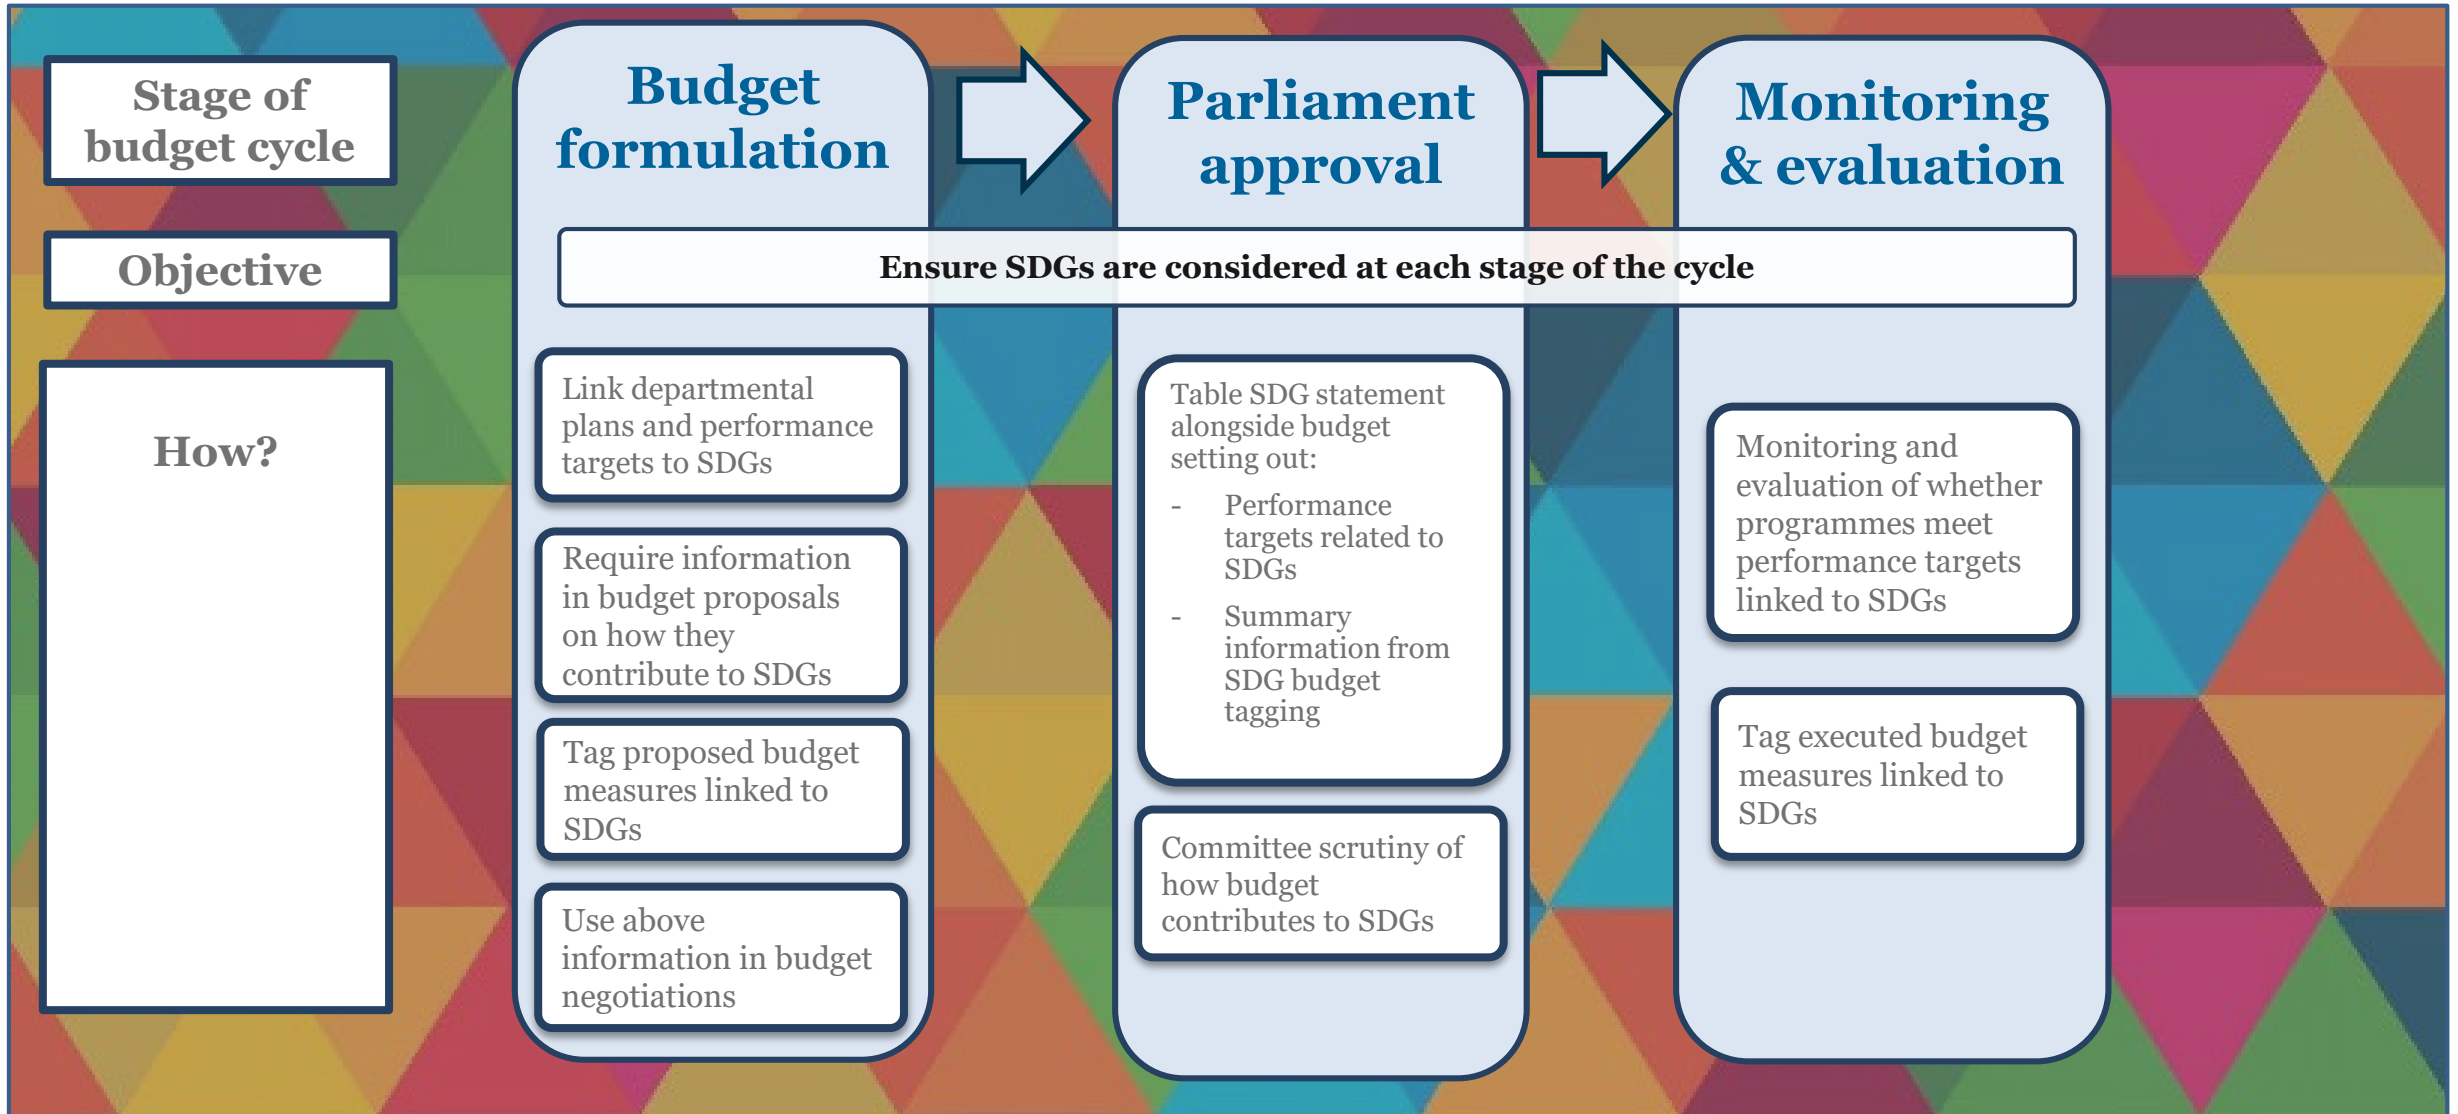 Stage of
budget cycle
Budget
formulation
Parliament
approval
Monitoring
& evaluation
Objective
Ensure SDGs are considered at each stage of the cycle
How?
Link departmental
plans and performance
targets to SDGs
Require information
in budget proposals
on how they
contribute to SDGs
Tag proposed budget
measures linked to
SDGs
Use above
information in budget
negotiations
Table SDG statement
alongside budget
setting out:
- Performance
targets related to
SDGs
- Summary
information from
SDG budget
tagging
Committee scrutiny of
how budget
contributes to SDGs
Monitoring and
evaluation of whether
programmes meet
performance targets
linked to SDGs
Tag executed budget
measures linked to
SDGs